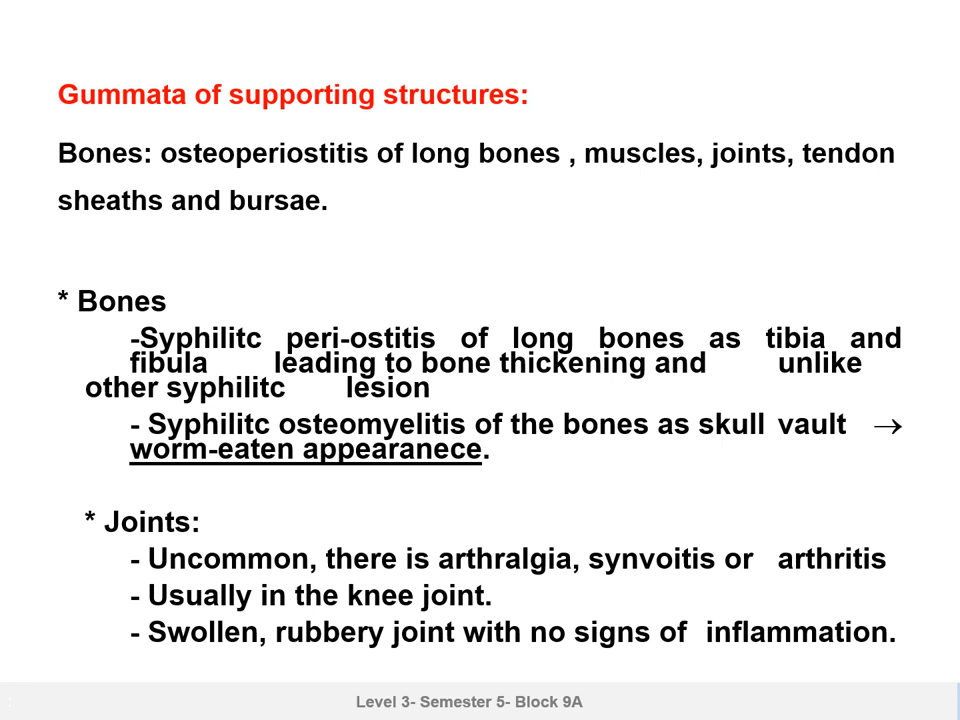 Gummata of supporting structures:
Bones: osteoperiostitis of long bones , muscles, joints, tendon
sheaths and bursae.
* Bones
-Syphilitc peri-ostitis of long bones as tibia and
fibula leading to bone thickening and unlike
other syphilitc lesion
- Syphilitc osteomyelitis of the bones as skull vault →
worm-eaten appearanece.
* Joints:
- Uncommon, there is arthralgia, synvoitis or arthritis
- Usually in the knee joint.
- Swollen, rubbery joint with no signs of inflammation.
Level 3- Semester 5- Block 9A